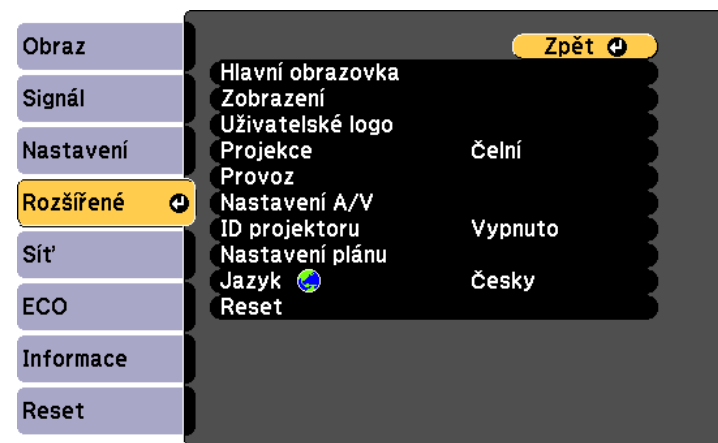 Obraz
Signál
Nastavení
Rozšířené
Síť
ECO
Informace
Reset
Zpět
Hlavní obrazovka
Zobrazení
Uživatelské logo
Projekce Čelní
Provoz
Nastavení A/V
ID projektoru Vypnuto
Nastavení plánu
Jazyk Česky
Reset